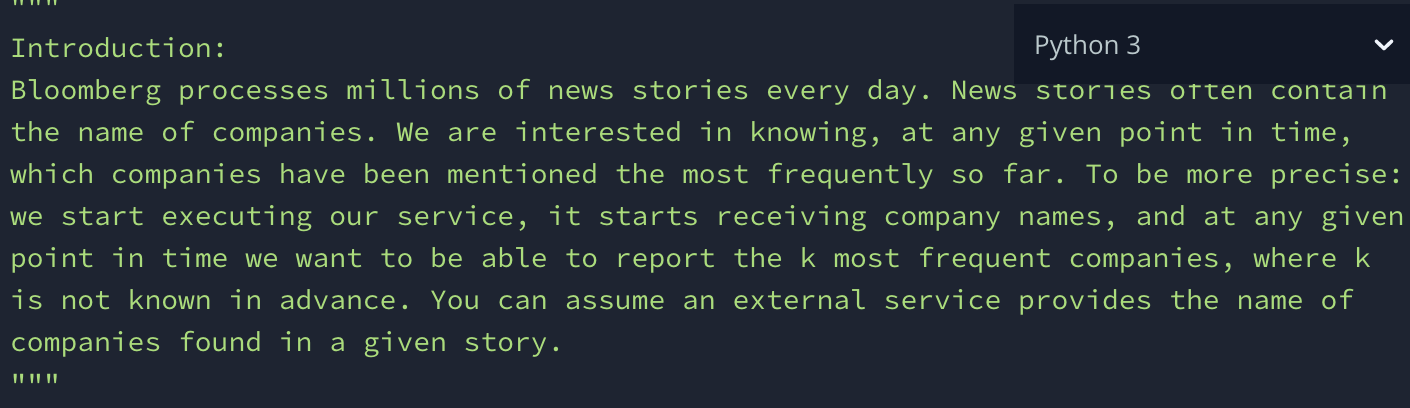 """
Introduction:
Python 3
Bloomberg processes millions of news stories every day. News stories often contain
the name of companies. We are interested in knowing, at any given point in time,
which companies have been mentioned the most frequently so far. To be more precise:
we start executing our service, it starts receiving company names, and at any given
point in time we want to be able to report the k most frequent companies, where k
is not known in advance. You can assume an external service provides the name of
companies found in a given story.
"""